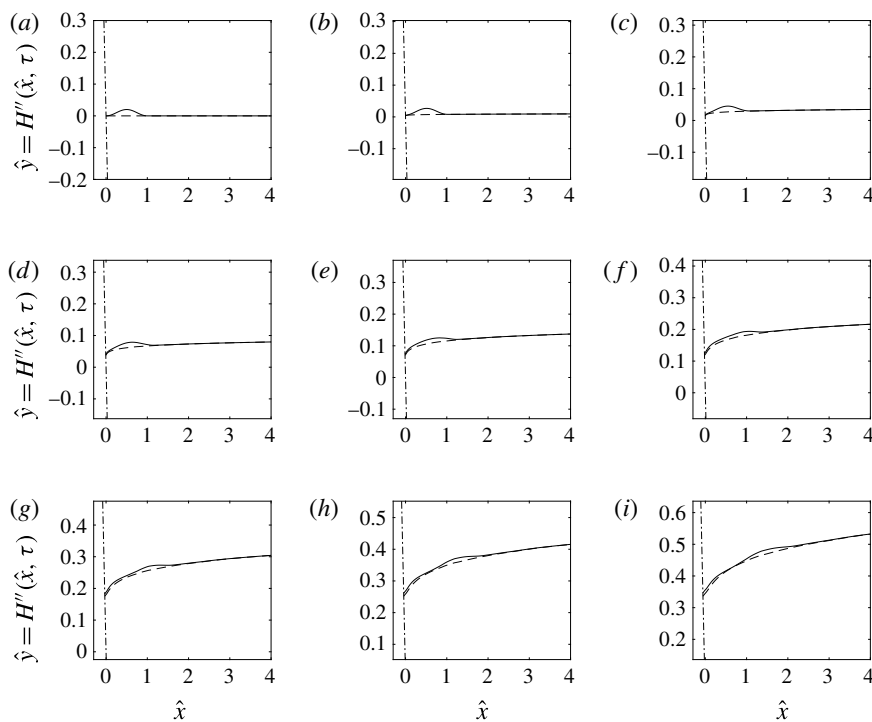 (a) (b) (c)
0.3 0.3 0.3
0.2 0.2 0.2
0.1 0.1 0.1
0 0 0
–0.1 –0.1 –0.1
–0.2
ŷ = H″(x̂, τ)
0 1 2 3 4 0 1 2 3 4 0 1 2 3 4
(d) (e) (f)
0.3 0.3 0.4
0.2 0.2 0.3
0.1 0.1 0.2
0 0 0.1
–0.1 –0.1 0
ŷ = H″(x̂, τ)
0 1 2 3 4 0 1 2 3 4 0 1 2 3 4
(g) (h) (i)
0.4 0.5 0.6
0.3 0.4 0.5
0.2 0.3 0.4
0.1 0.2 0.3
0 0.1 0.2
ŷ = H″(x̂, τ)
0 1 2 3 4 0 1 2 3 4 0 1 2 3 4
x̂ x̂ x̂